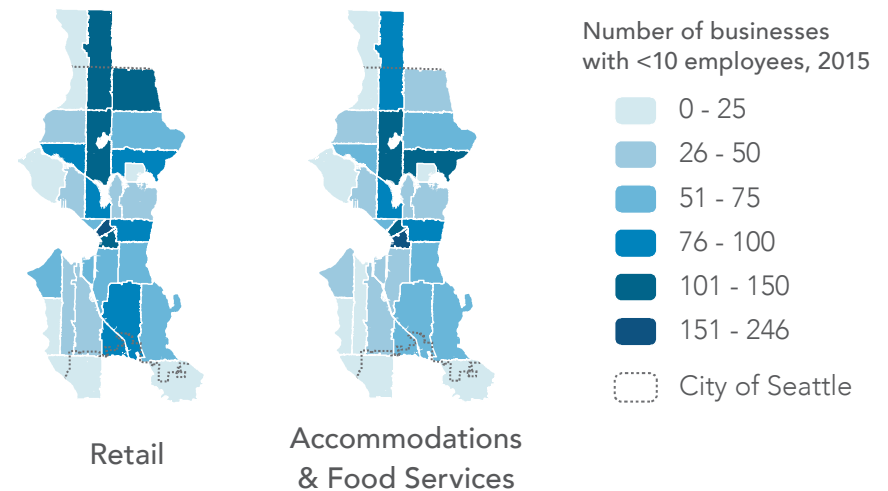 Number of businesses
with <10 employees, 2015
0 - 25
26 - 50
51 - 75
76 - 100
101 - 150
151 - 246
City of Seattle
Retail
Accommodations
& Food Services